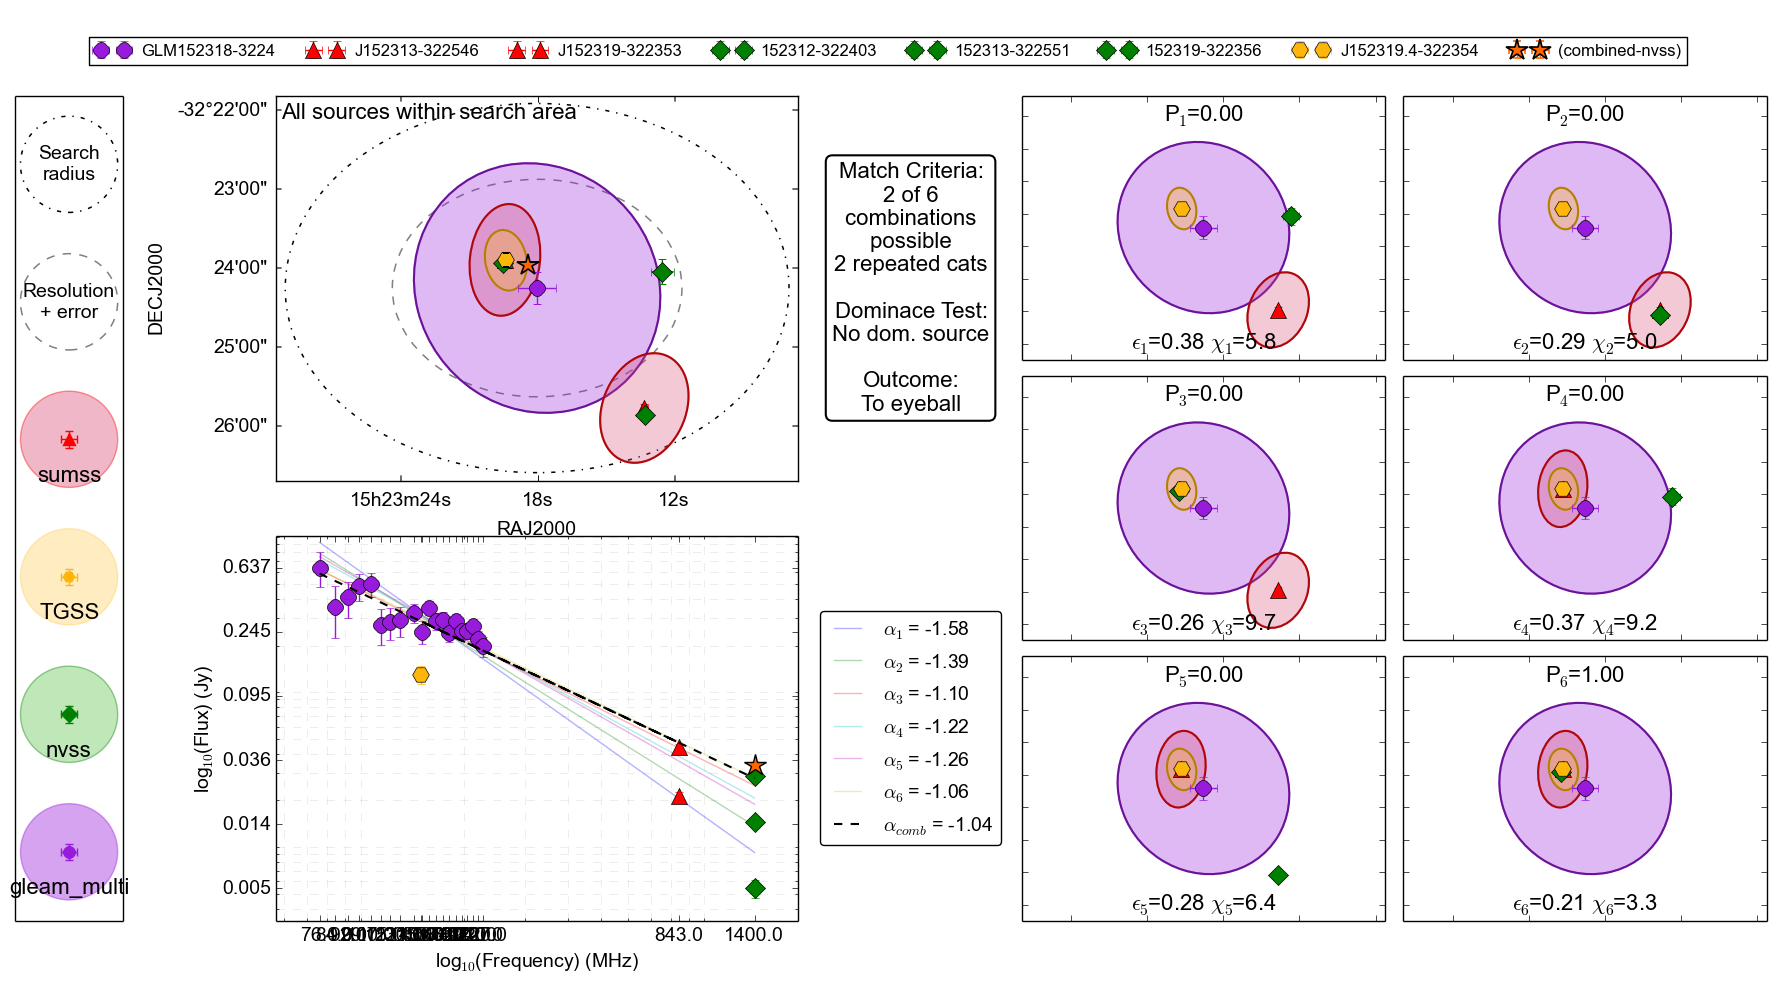 GLM152318-3224 J152313-322546 J152319-322353 152312-322403 152313-322551 152319-322356 J152319.4-322354 (combined-nvss)
Search
radius
Resolution
+ error
sumss
TGSS
nvss
gleam_multi
All sources within search area
DECJ2000
-32°22'00"
23'00"
24'00"
25'00"
26'00"
15h23m24s 18s 12s
RAJ2000
Match Criteria:
2 of 6
combinations
possible
2 repeated cats
Dominace Test:
No dom. source
Outcome:
To eyeball
log₁₀(Flux) (Jy)
0.637
0.245
0.095
0.036
0.014
0.005
843.0 1400.0
log₁₀(Frequency) (MHz)
α₁ = -1.58
α₂ = -1.39
α₃ = -1.10
α₄ = -1.22
α₅ = -1.26
α₆ = -1.06
α_comb = -1.04
P₁=0.00
ϵ₁=0.38 χ₁=5.8
P₂=0.00
ϵ₂=0.29 χ₂=5.0
P₃=0.00
ϵ₃=0.26 χ₃=9.7
P₄=0.00
ϵ₄=0.37 χ₄=9.2
P₅=0.00
ϵ₅=0.28 χ₅=6.4
P₆=1.00
ϵ₆=0.21 χ₆=3.3